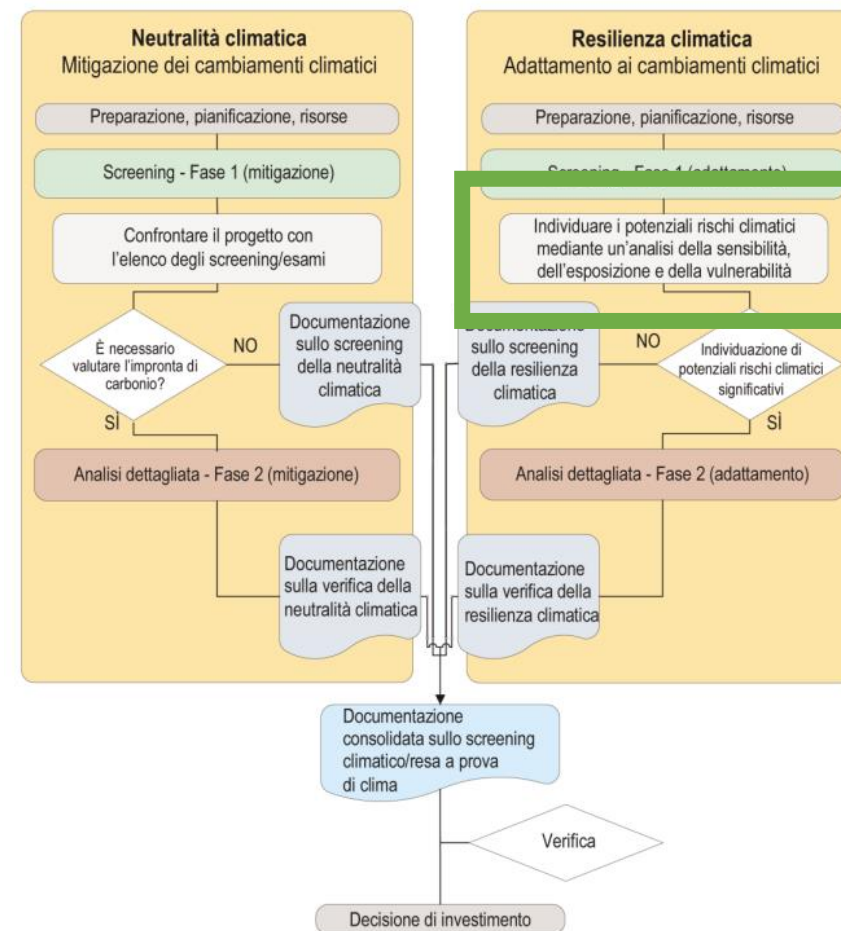 Neutralità climatica
Mitigazione dei cambiamenti climatici
Preparazione, pianificazione, risorse
Screening - Fase 1 (mitigazione)
Confrontare il progetto con
l'elenco degli screening/esami
È necessario
valutare l'impronta di
carbonio?
NO
SÌ
Documentazione
sullo screening
della neutralità
climatica
Analisi dettagliata - Fase 2 (mitigazione)
Documentazione
sulla verifica della
neutralità climatica
Resilienza climatica
Adattamento ai cambiamenti climatici
Preparazione, pianificazione, risorse
Screening - Fase 1 (adattamento)
Individuare i potenziali rischi climatici
mediante un'analisi della sensibilità,
dell'esposizione e della vulnerabilità
Individuazione di
potenziali rischi climatici
significativi
NO
SÌ
Documentazione
sullo screening
della resilienza
climatica
Analisi dettagliata - Fase 2 (adattamento)
Documentazione
sulla verifica della
resilienza climatica
Documentazione
consolidata sullo screening
climatico/resa a prova
di clima
Verifica
Decisione di investimento